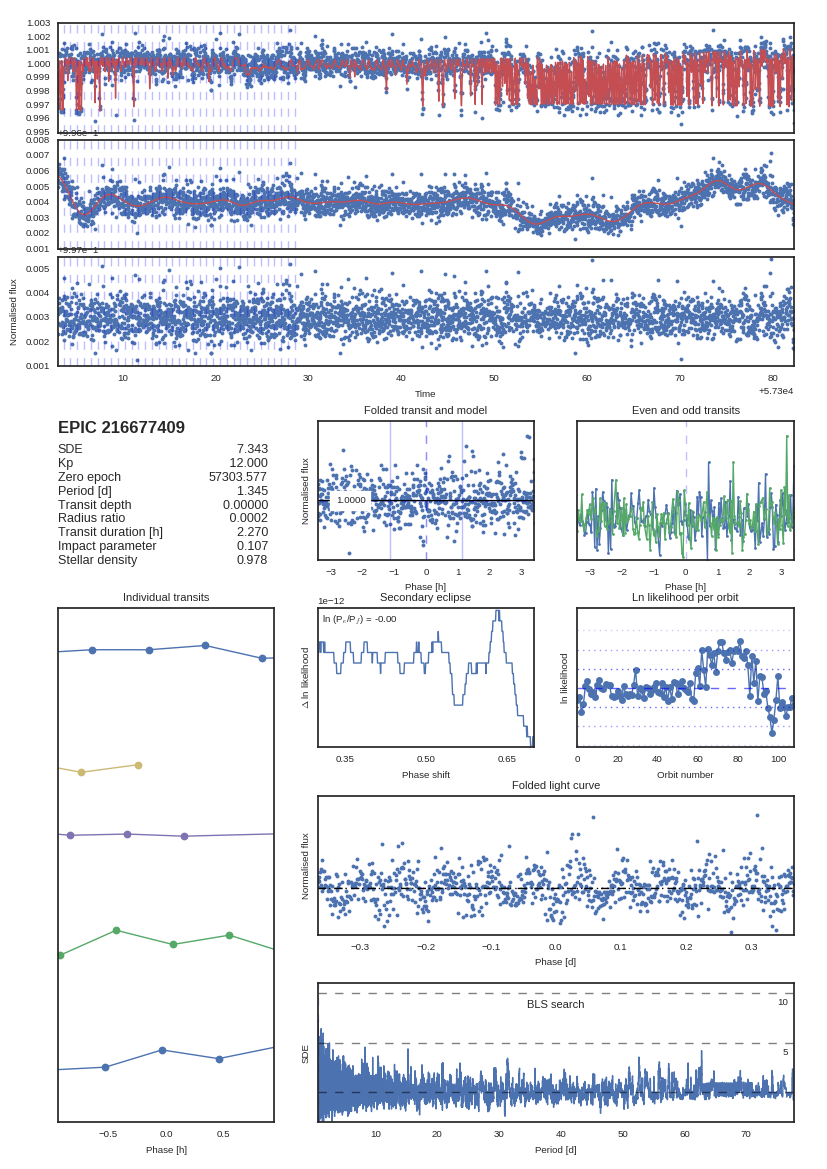 1.003
1.002
1.001
1.000
0.999
0.998
0.997
0.996
0.995
+9.96e−1
0.008
0.007
0.006
0.005
0.004
0.003
0.002
0.001
+9.97e−1
0.005
0.004
0.003
0.002
0.001
Normalised flux
10 20 30 40 50 60 70 80
Time
+5.73e4
EPIC 216677409
SDE 7.343
Kp 12.000
Zero epoch 57303.577
Period [d] 1.345
Transit depth 0.00000
Radius ratio 0.0002
Transit duration [h] 2.270
Impact parameter 0.107
Stellar density 0.978
Folded transit and model
Normalised flux
1.0000
−3 −2 −1 0 1 2 3
Phase [h]
Even and odd transits
−3 −2 −1 0 1 2 3
Phase [h]
Individual transits
−0.5 0.0 0.5
Phase [h]
Secondary eclipse
1e−12
ln (Pₑ/P𝒻) = -0.00
Δ ln likelihood
0.35 0.50 0.65
Phase shift
Ln likelihood per orbit
ln likelihood
0 20 40 60 80 100
Orbit number
Folded light curve
Normalised flux
−0.3 −0.2 −0.1 0.0 0.1 0.2 0.3
Phase [d]
BLS search
10
5
SDE
10 20 30 40 50 60 70
Period [d]